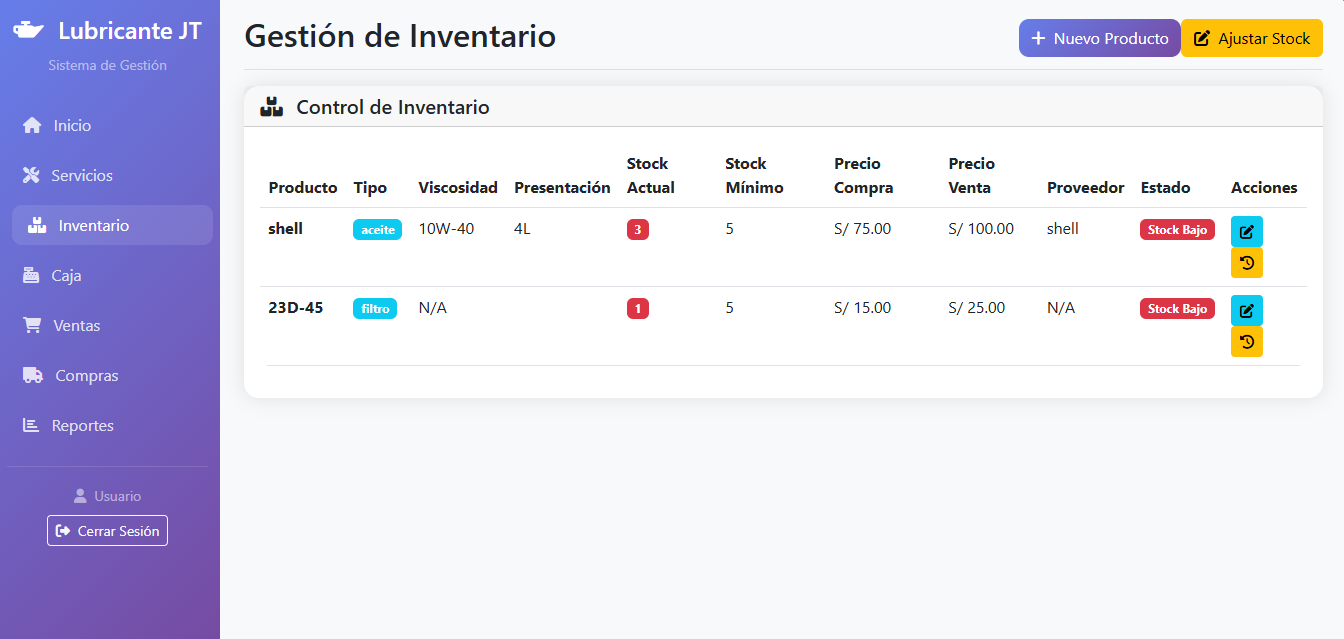 Lubricante JT
Sistema de Gestión
Inicio
Servicios
Inventario
Caja
Ventas
Compras
Reportes
Usuario
Cerrar Sesión
Gestión de Inventario
Nuevo Producto
Ajustar Stock
Control de Inventario
Producto Tipo Viscosidad Presentación Stock Actual Stock Mínimo Precio Compra Precio Venta Proveedor Estado Acciones
shell aceite 10W-40 4L 3 5 S/ 75.00 S/ 100.00 shell Stock Bajo
23D-45 filtro N/A 1 5 S/ 15.00 S/ 25.00 N/A Stock Bajo